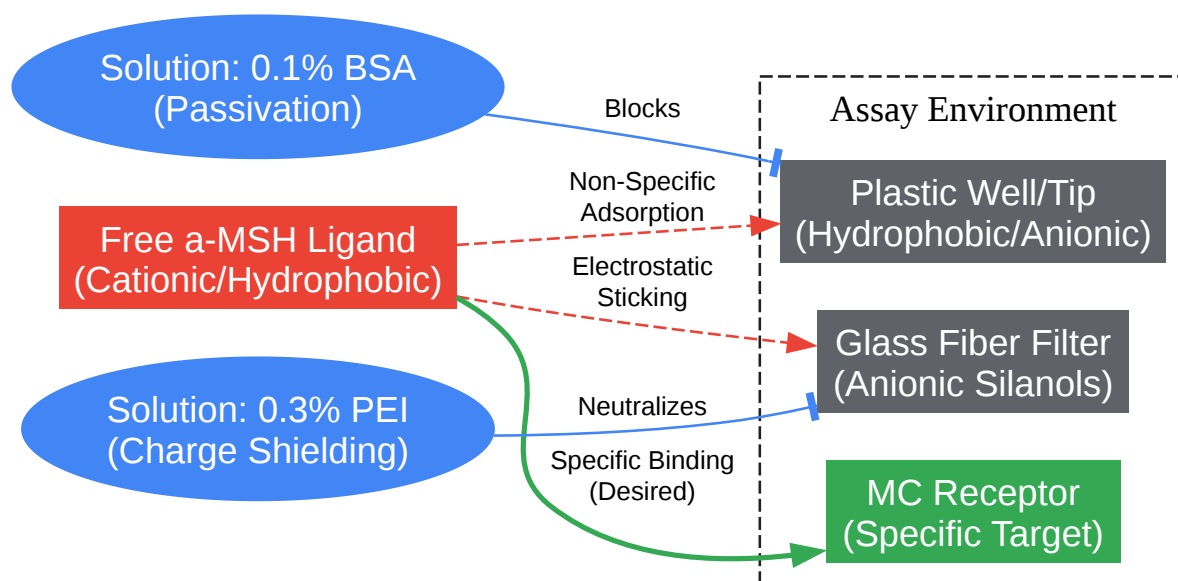 Solution: 0.1% BSA
(Passivation)
Blocks
Assay Environment
Plastic Well/Tip
(Hydrophobic/Anionic)
Non-Specific
Adsorption
Free a-MSH Ligand
(Cationic/Hydrophobic)
Electrostatic
Sticking
Glass Fiber Filter
(Anionic Silanols)
Solution: 0.3% PEI
(Charge Shielding)
Neutralizes
Specific Binding
(Desired)
MC Receptor
(Specific Target)